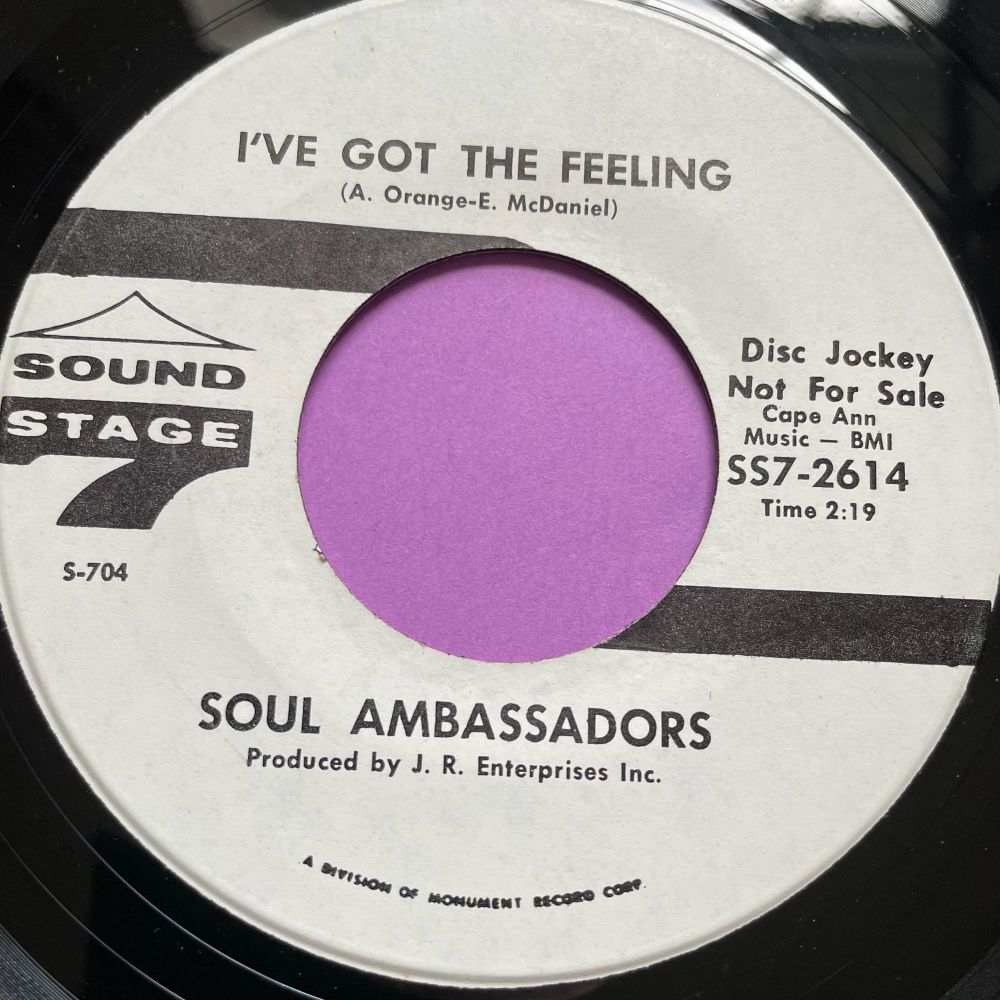 I'VE GOT THE FEELING
(A. Orange-E. McDaniel)
SOUND
STAGE
7
S-704
Disc Jockey
Not For Sale
Cape Ann
Music — BMI
SS7-2614
Time 2:19
SOUL AMBASSADORS
Produced by J. R. Enterprises Inc.
A DIVISION OF MONUMENT RECORD CORP.